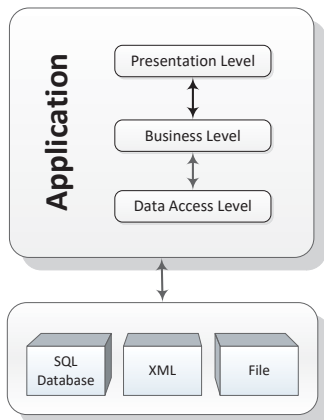 Application
Presentation Level
Business Level
Data Access Level
SQL
Database
XML
File